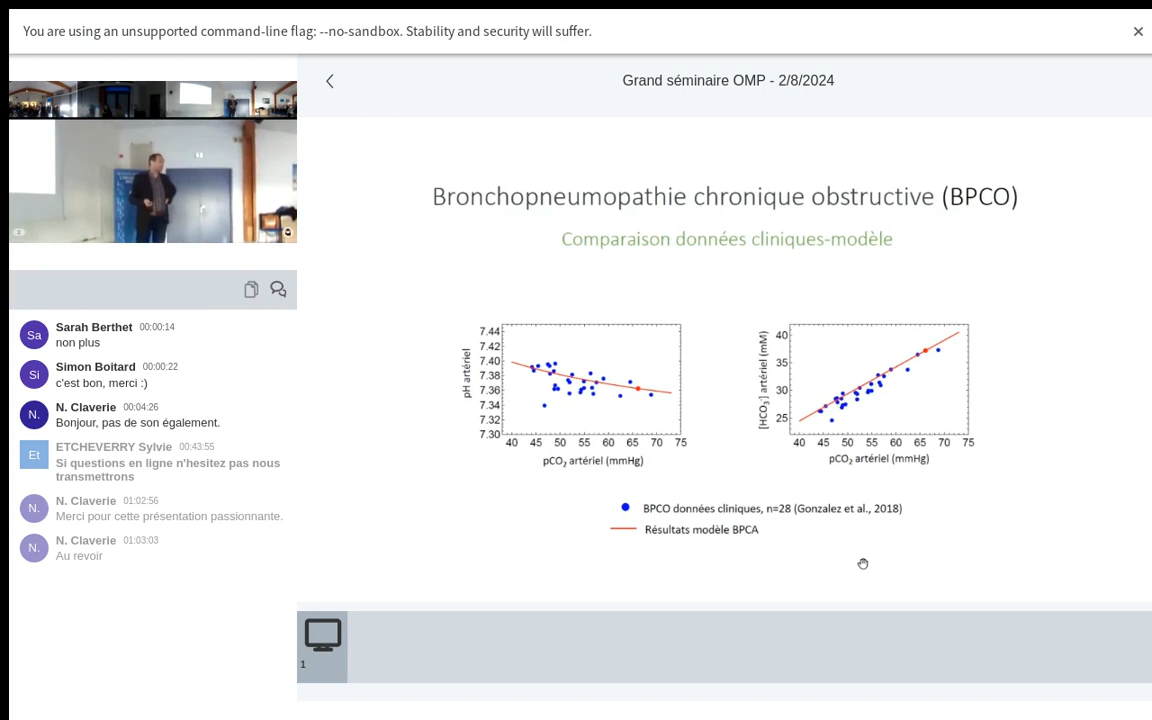 You are using an unsupported command-line flag: --no-sandbox. Stability and security will suffer.
Grand séminaire OMP - 2/8/2024
Sa
Sarah Berthet 00:00:14
non plus
Si
Simon Boitard 00:00:22
c'est bon, merci :)
N.
N. Claverie 00:04:26
Bonjour, pas de son également.
Et
ETCHEVERRY Sylvie 00:43:55
Si questions en ligne n'hesitez pas nous
transmettrons
N.
N. Claverie 01:02:56
Merci pour cette présentation passionnante.
N.
N. Claverie 01:03:03
Au revoir
Bronchopneumopathie chronique obstructive (BPCO)
Comparaison données cliniques-modèle
pH artériel
7.44
7.42
7.40
7.38
7.36
7.34
7.32
7.30
40 45 50 55 60 65 70 75
pCO₂ artériel (mmHg)
[HCO₃⁻] artériel (mM)
40
35
30
25
40 45 50 55 60 65 70 75
pCO₂ artériel (mmHg)
BPCO données cliniques, n=28 (Gonzalez et al., 2018)
Résultats modèle BPCA
1